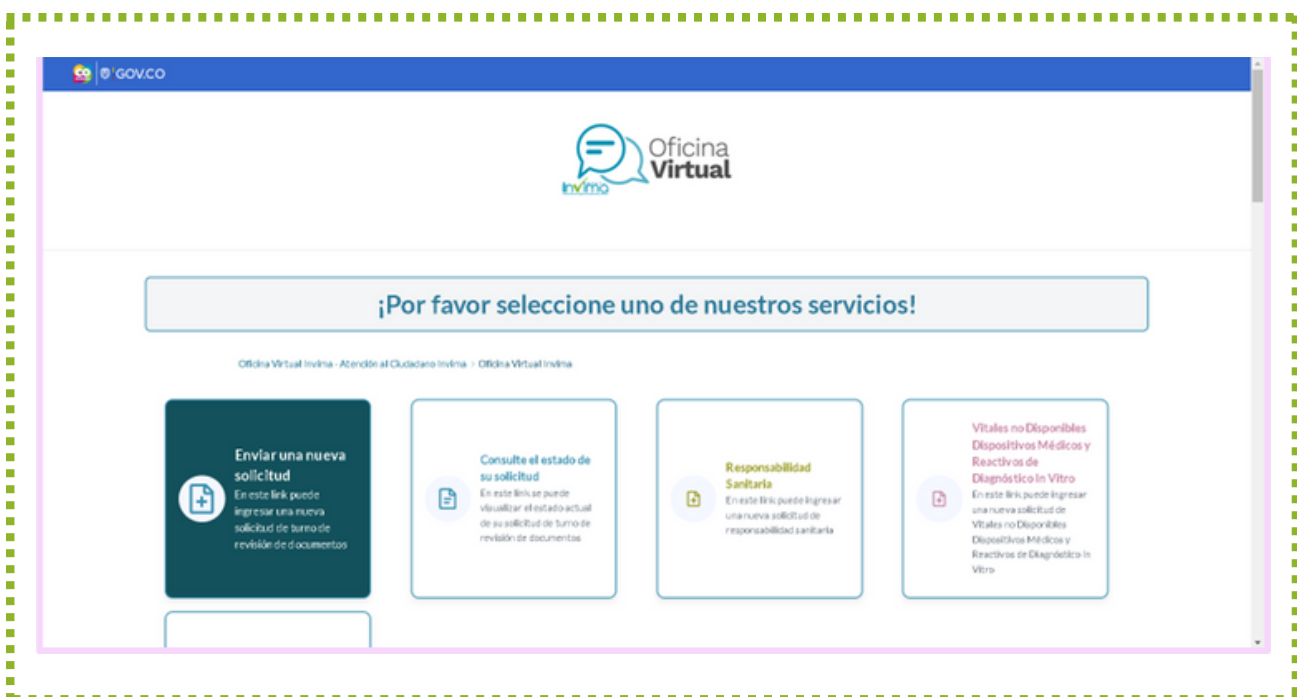 CO GOV.CO
Oficina
Virtual
invima
¡Por favor seleccione uno de nuestros servicios!
Oficina Virtual Invima - Atención al Ciudadano Invima > Oficina Virtual Invima
Enviar una nueva
solicitud
En este link puede
ingresar una nueva
solicitud de turno de
revisión de documentos
Consulte el estado de
su solicitud
En este link se puede
visualizar el estado actual
de su solicitud de turno de
revisión de documentos
Responsabilidad
Sanitaria
En este link puede ingresar
una nueva solicitud de
responsabilidad sanitaria
Vitales no Disponibles
Dispositivos Médicos y
Reactivos de
Diagnóstico In Vitro
En este link puede ingresar
una nueva solicitud de
Vitales no Disponibles
Dispositivos Médicos y
Reactivos de Diagnóstico In
Vitro